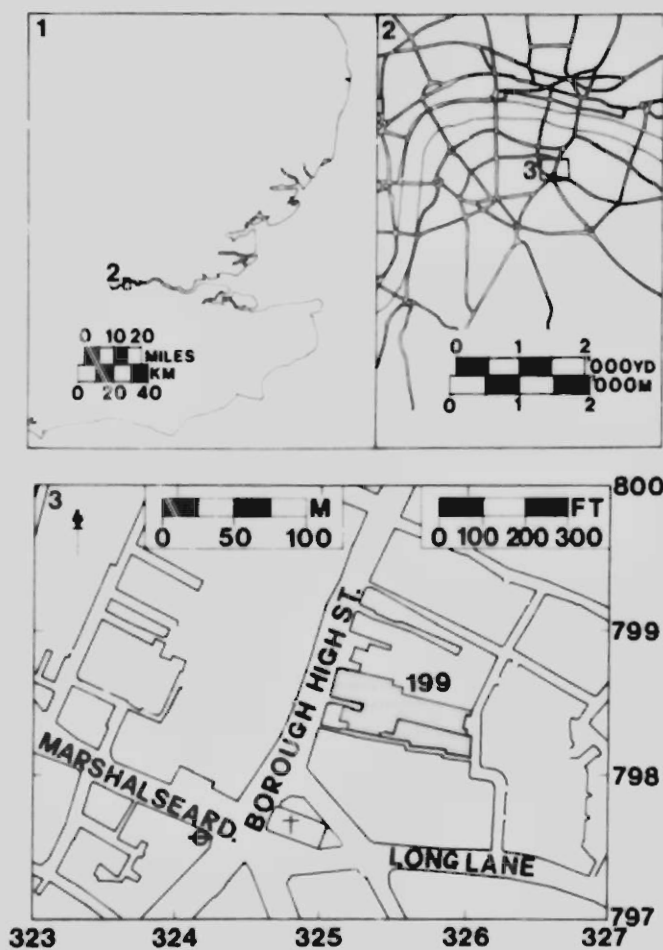 1
2
0 10 20
MILES
KM
0 20 40
2
3
0 1 2
'000YD
'000M
0 1 2
3
M
0 50 100
FT
0 100 200 300
BOROUGH HIGH ST.
199
MARSHALSEA RD.
LONG LANE
800
799
798
797
323 324 325 326 327